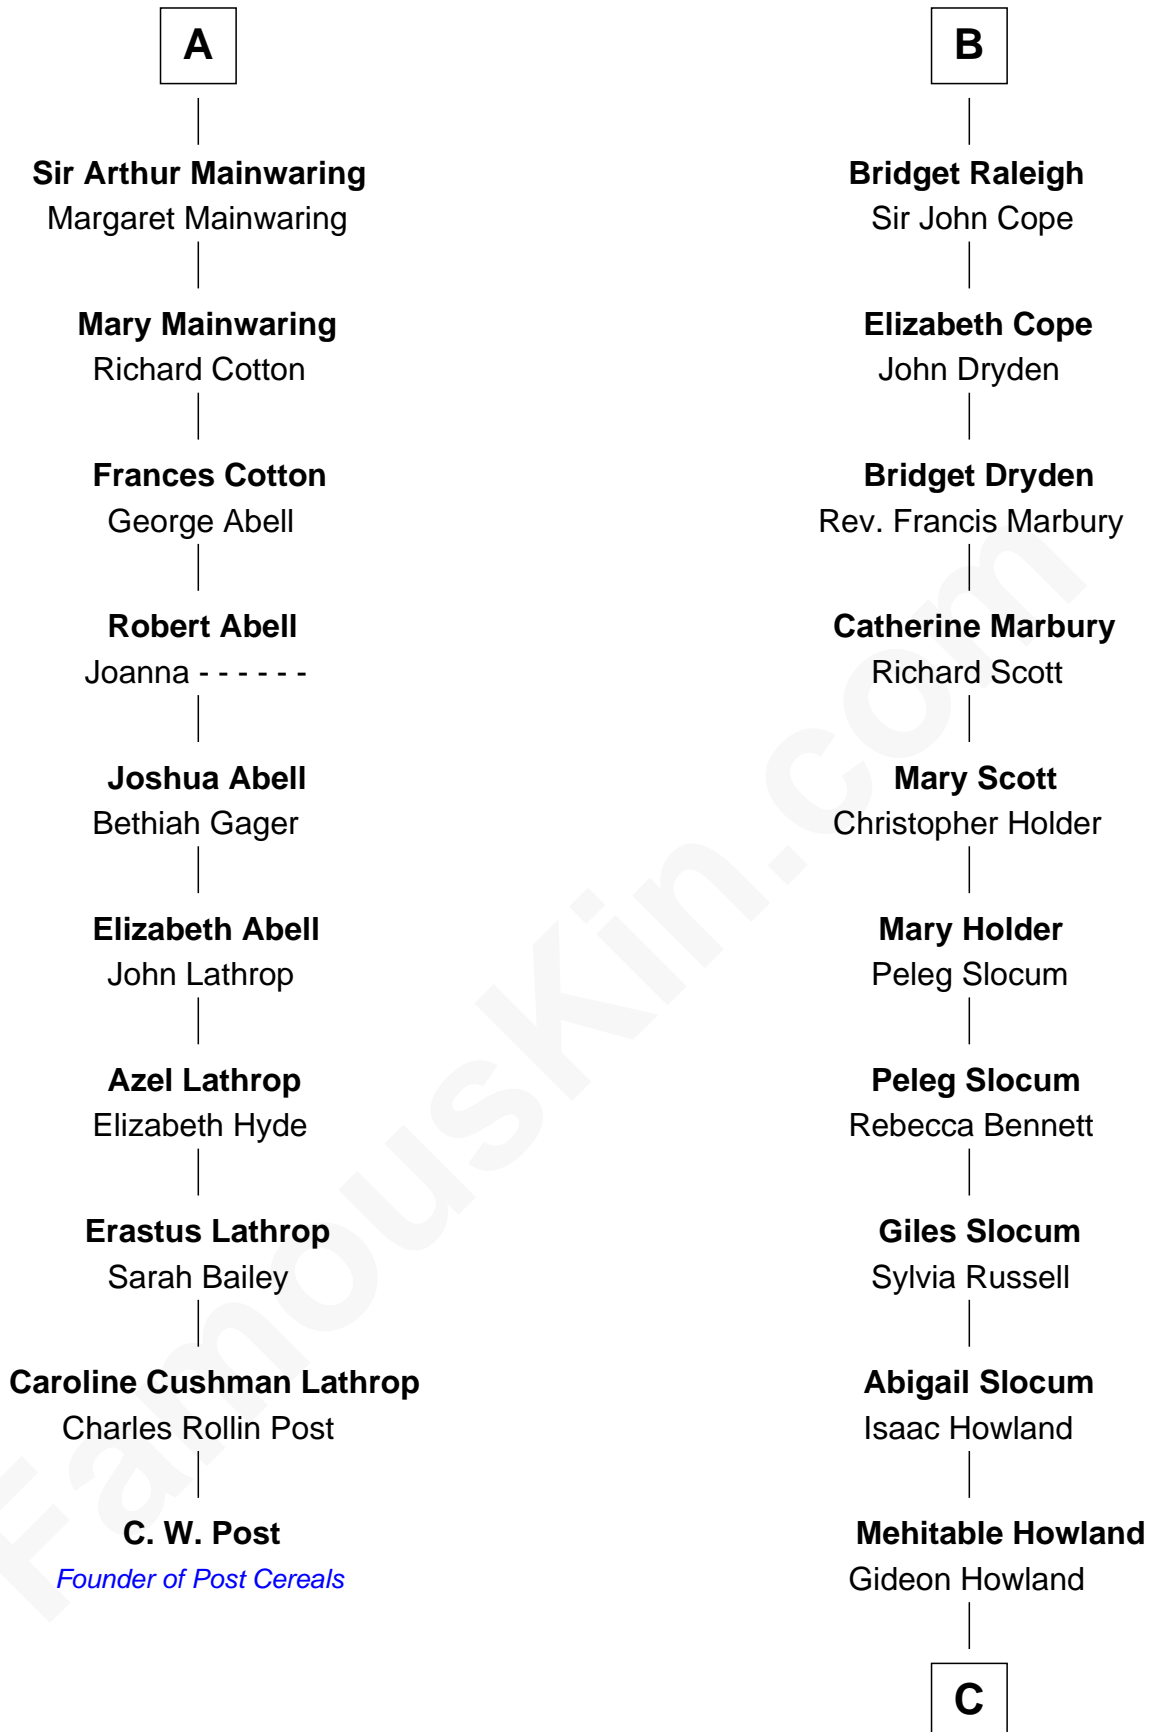 A
Sir Arthur Mainwaring
Margaret Mainwaring
Mary Mainwaring
Richard Cotton
Frances Cotton
George Abell
Robert Abell
Joanna - - - - - -
Joshua Abell
Bethiah Gager
Elizabeth Abell
John Lathrop
Azel Lathrop
Elizabeth Hyde
Erastus Lathrop
Sarah Bailey
Caroline Cushman Lathrop
Charles Rollin Post
C. W. Post
Founder of Post Cereals
B
Bridget Raleigh
Sir John Cope
Elizabeth Cope
John Dryden
Bridget Dryden
Rev. Francis Marbury
Catherine Marbury
Richard Scott
Mary Scott
Christopher Holder
Mary Holder
Peleg Slocum
Peleg Slocum
Rebecca Bennett
Giles Slocum
Sylvia Russell
Abigail Slocum
Isaac Howland
Mehitable Howland
Gideon Howland
C
FamousKin.com